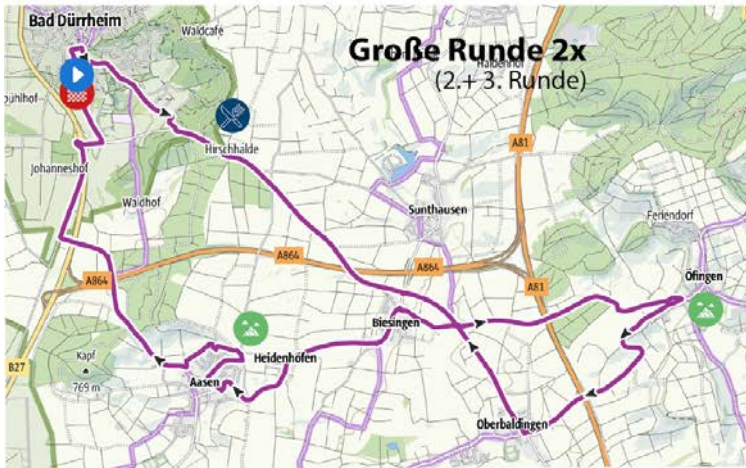 Bad Dürrheim
Waldcafé
Große Runde 2x
(2.+ 3. Runde)
Hirschhalde
A81
Johanneshof
Waldhof
Sunthausen
Feriendorf
A864
A864
A864
A81
Öfingen
Biesingen
Kapf
769 m
Heidenhöfen
Aasen
B27
Oberbaldingen